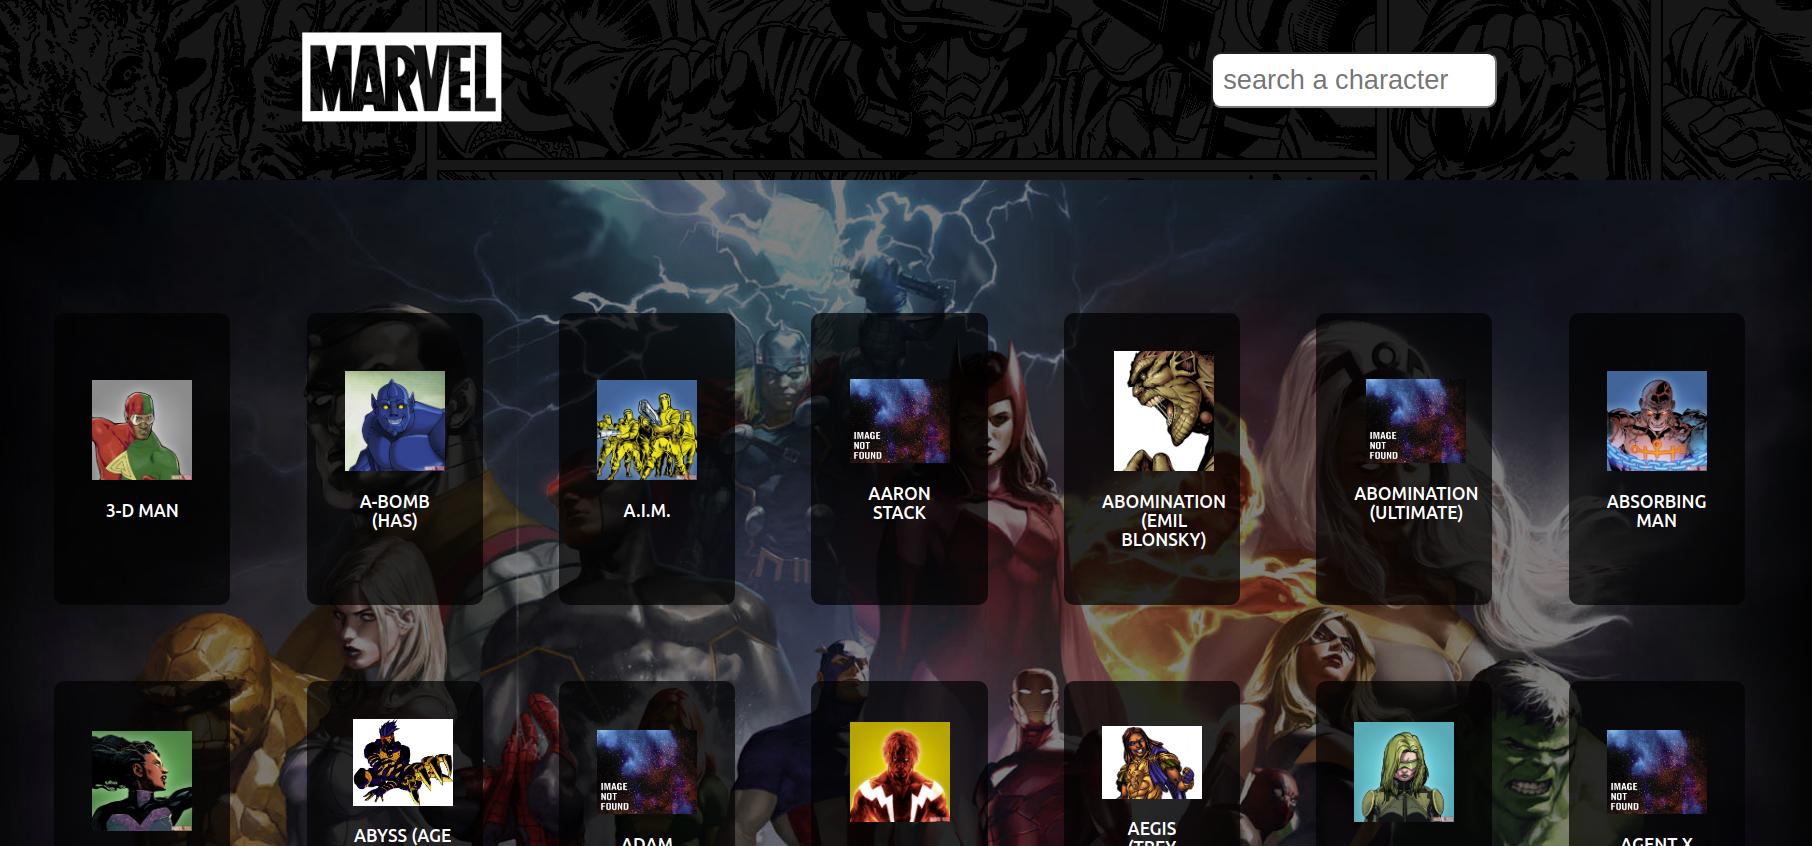 MARVEL
search a character
IMAGE
NOT
FOUND
IMAGE
NOT
FOUND
3-D MAN
A-BOMB
(HAS)
A.I.M.
AARON
STACK
ABOMINATION
(EMIL
BLONSKY)
ABOMINATION
(ULTIMATE)
ABSORBING
MAN
IMAGE
NOT
FOUND
IMAGE
NOT
FOUND
ABYSS (AGE
ADAM
AEGIS
(TREY
AGENT X